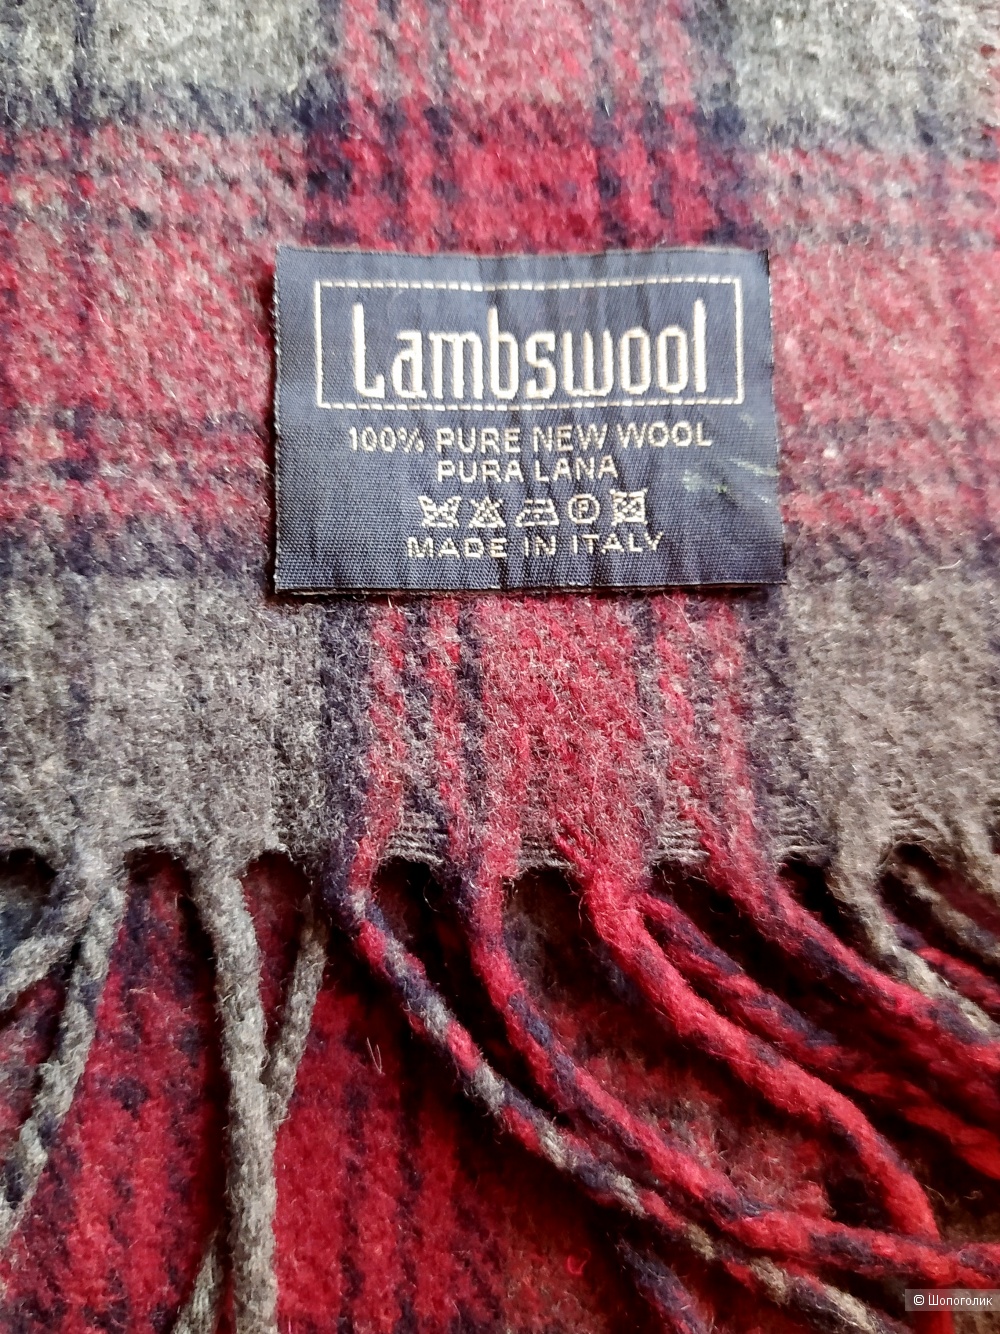 Lambswool
100% PURE NEW WOOL
PURA LANA
P
MADE IN ITALY
© Шопоголик